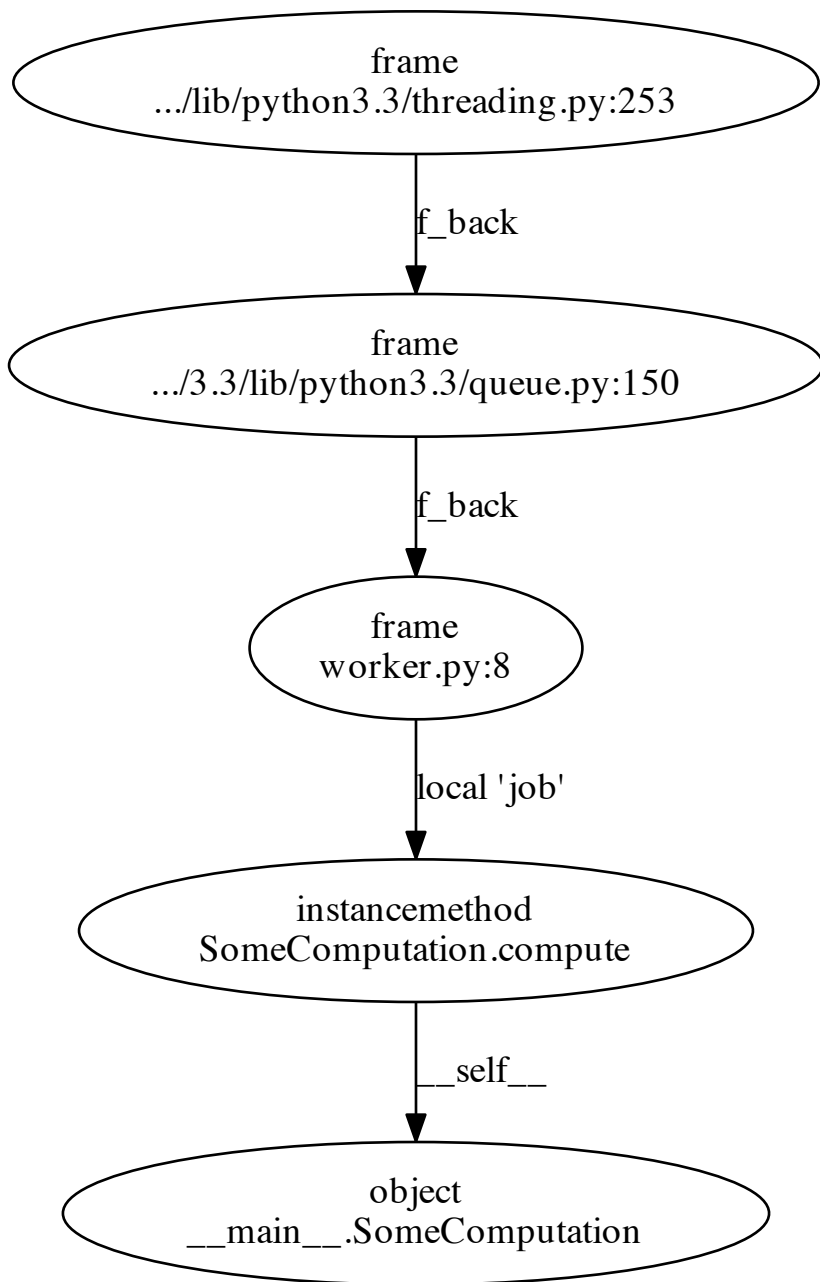 frame
.../lib/python3.3/threading.py:253
f_back
frame
.../3.3/lib/python3.3/queue.py:150
f_back
frame
worker.py:8
local 'job'
instancemethod
SomeComputation.compute
__self__
object
__main__.SomeComputation